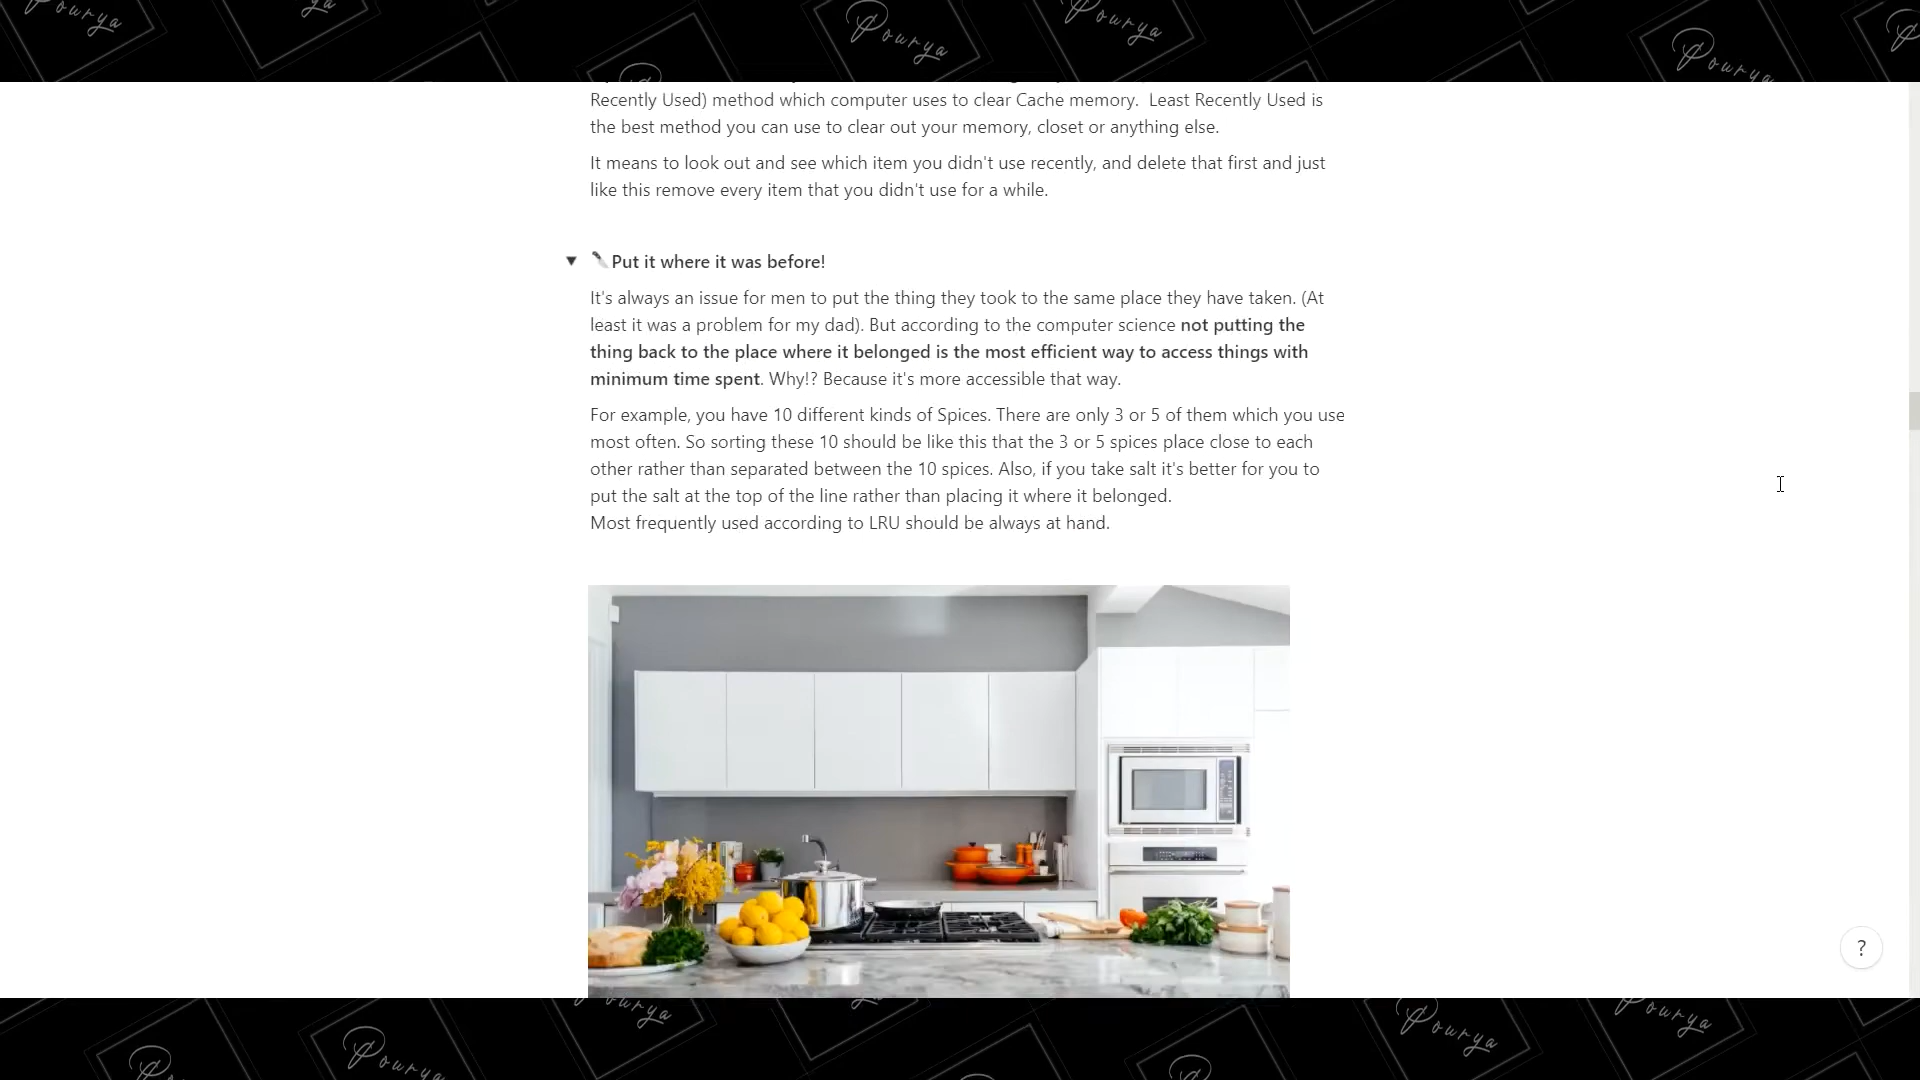 Pourya
Pourya
Pourya
Pourya
Recently Used) method which computer uses to clear Cache memory.  Least Recently Used is
the best method you can use to clear out your memory, closet or anything else.
It means to look out and see which item you didn't use recently, and delete that first and just
like this remove every item that you didn't use for a while.
Put it where it was before!
It's always an issue for men to put the thing they took to the same place they have taken. (At
least it was a problem for my dad). But according to the computer science not putting the
thing back to the place where it belonged is the most efficient way to access things with
minimum time spent. Why!? Because it's more accessible that way.
For example, you have 10 different kinds of Spices. There are only 3 or 5 of them which you use
most often. So sorting these 10 should be like this that the 3 or 5 spices place close to each
other rather than separated between the 10 spices. Also, if you take salt it's better for you to
put the salt at the top of the line rather than placing it where it belonged.
Most frequently used according to LRU should be always at hand.
?
Pourya
Pourya
Pourya
Pourya